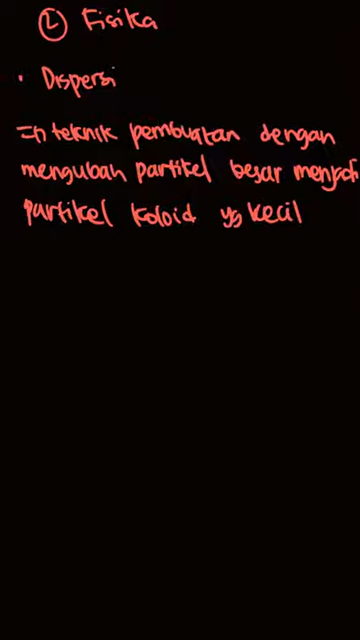 ② Fisika
• Dispersi
=> teknik pembuatan dengan
mengubah partikel besar menjadi
partikel koloid yg kecil